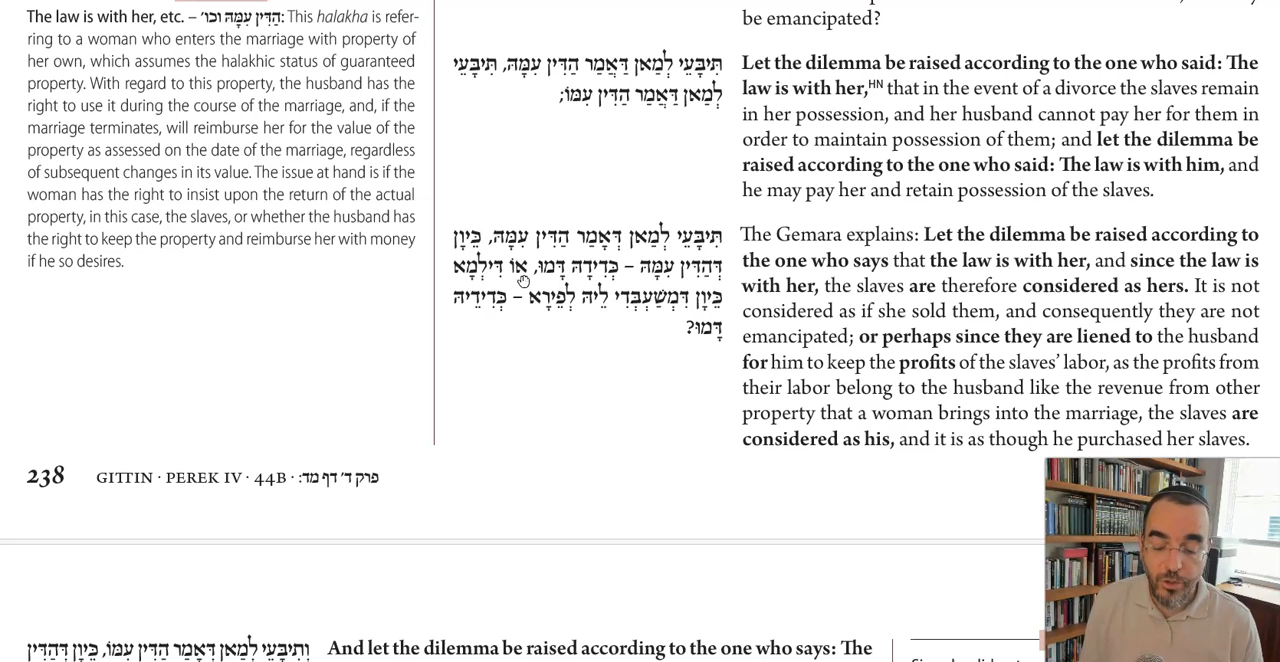 The law is with her, etc. – הַדִּין עִמָּהּ וכו׳: This halakha is refer-
ring to a woman who enters the marriage with property of
her own, which assumes the halakhic status of guaranteed
property. With regard to this property, the husband has the
right to use it during the course of the marriage, and, if the
marriage terminates, will reimburse her for the value of the
property as assessed on the date of the marriage, regardless
of subsequent changes in its value. The issue at hand is if the
woman has the right to insist upon the return of the actual
property, in this case, the slaves, or whether the husband has
the right to keep the property and reimburse her with money
if he so desires.
be emancipated?
תִּיבָּעֵי לְמַאן דַּאֲמַר הַדִּין עִמָּהּ, תִּיבָּעֵי
לְמַאן דַּאֲמַר הַדִּין עִמּוֹ;
Let the dilemma be raised according to the one who said: The
law is with her,HN that in the event of a divorce the slaves remain
in her possession, and her husband cannot pay her for them in
order to maintain possession of them; and let the dilemma be
raised according to the one who said: The law is with him, and
he may pay her and retain possession of the slaves.
תִּיבָּעֵי לְמַאן דְּאָמַר הַדִּין עִמָּהּ, כֵּיוָן
דְּהַדִּין עִמָּהּ – כְּדִידָהּ דָּמוּ, אוֹ דִּילְמָא
כֵּיוָן דִּמְשַׁעְבְּדִי לֵיהּ לְפֵירָא – כְּדִידֵיהּ
דָּמוּ?
The Gemara explains: Let the dilemma be raised according to
the one who says that the law is with her, and since the law is
with her, the slaves are therefore considered as hers. It is not
considered as if she sold them, and consequently they are not
emancipated; or perhaps since they are liened to the husband
for him to keep the profits of the slaves' labor, as the profits from
their labor belong to the husband like the revenue from other
property that a woman brings into the marriage, the slaves are
considered as his, and it is as though he purchased her slaves.
238 GITTIN · PEREK IV · 44B · פרק ד׳ דף מד:
וְתִיבָּעֵי לְמַאן דְּאָמַר הַדִּין עִמּוֹ, כֵּיוָן דְּהַדִּין
And let the dilemma be raised according to the one who says: The